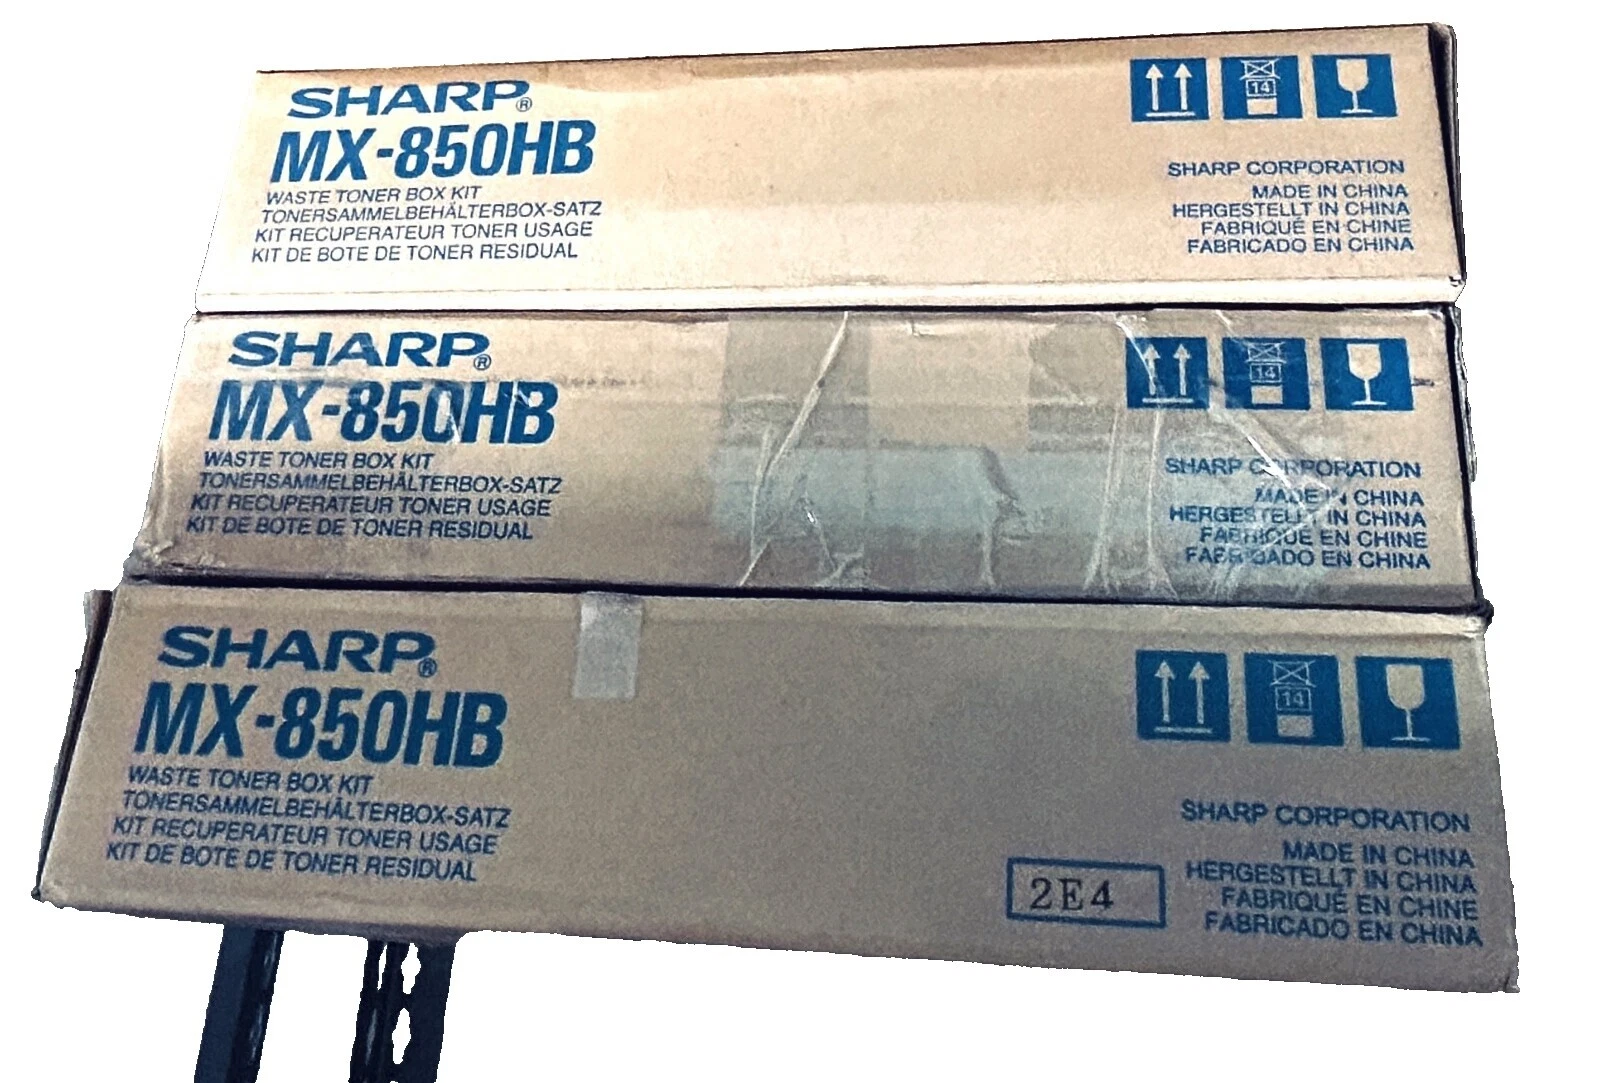 SHARP®
MX-850HB
WASTE TONER BOX KIT
TONERSAMMELBEHÄLTERBOX-SATZ
KIT RECUPERATEUR TONER USAGE
KIT DE BOTE DE TONER RESIDUAL
14
SHARP CORPORATION
MADE IN CHINA
HERGESTELLT IN CHINA
FABRIQUÉ EN CHINE
FABRICADO EN CHINA
SHARP®
MX-850HB
WASTE TONER BOX KIT
TONERSAMMELBEHÄLTERBOX-SATZ
KIT RECUPERATEUR TONER USAGE
KIT DE BOTE DE TONER RESIDUAL
14
SHARP CORPORATION
MADE IN CHINA
HERGESTELLT IN CHINA
FABRIQUÉ EN CHINE
FABRICADO EN CHINA
SHARP®
MX-850HB
WASTE TONER BOX KIT
TONERSAMMELBEHÄLTERBOX-SATZ
KIT RECUPERATEUR TONER USAGE
KIT DE BOTE DE TONER RESIDUAL
14
2E4
SHARP CORPORATION
MADE IN CHINA
HERGESTELLT IN CHINA
FABRIQUÉ EN CHINE
FABRICADO EN CHINA